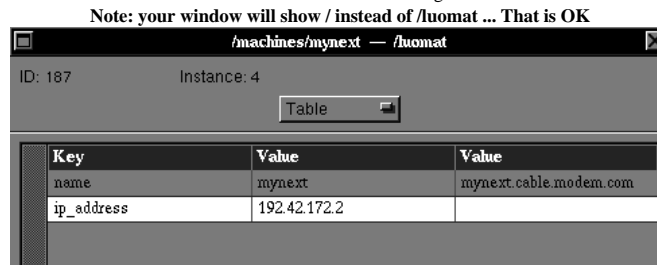 Note: your window will show / instead of /luomat ... That is OK
/machines/mynext — /luomat
ID: 187 Instance: 4
Table
Key Value Value
name mynext mynext.cable.modem.com
ip_address 192.42.172.2